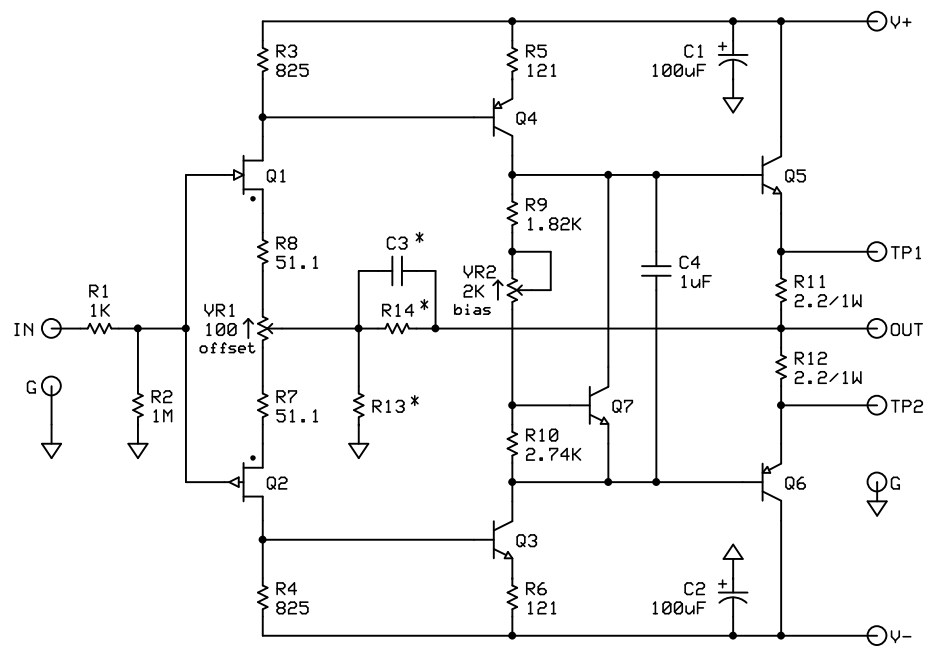 V+
R3
825
R5
121
C1
+
100uF
Q4
Q1
Q5
R9
1.82K
R8
51.1
C3 *
VR2
2K
bias
C4
1uF
TP1
R11
2.2/1W
R1
1K
VR1
100
offset
R14 *
IN
OUT
R12
2.2/1W
G
R2
1M
R7
51.1
R13 *
Q7
TP2
R10
2.74K
Q2
Q6
G
Q3
R4
825
R6
121
C2
+
100uF
V-